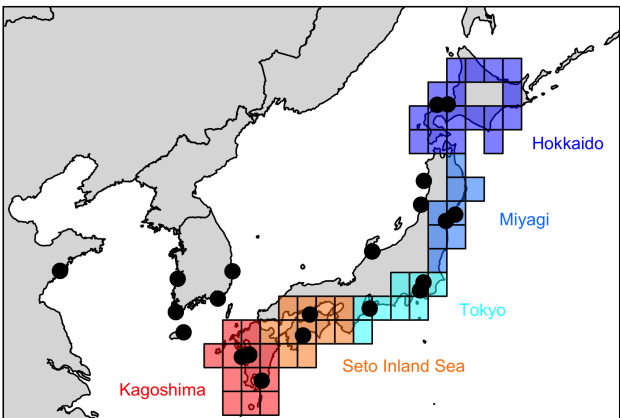 Hokkaido
Miyagi
Tokyo
Seto Inland Sea
Kagoshima